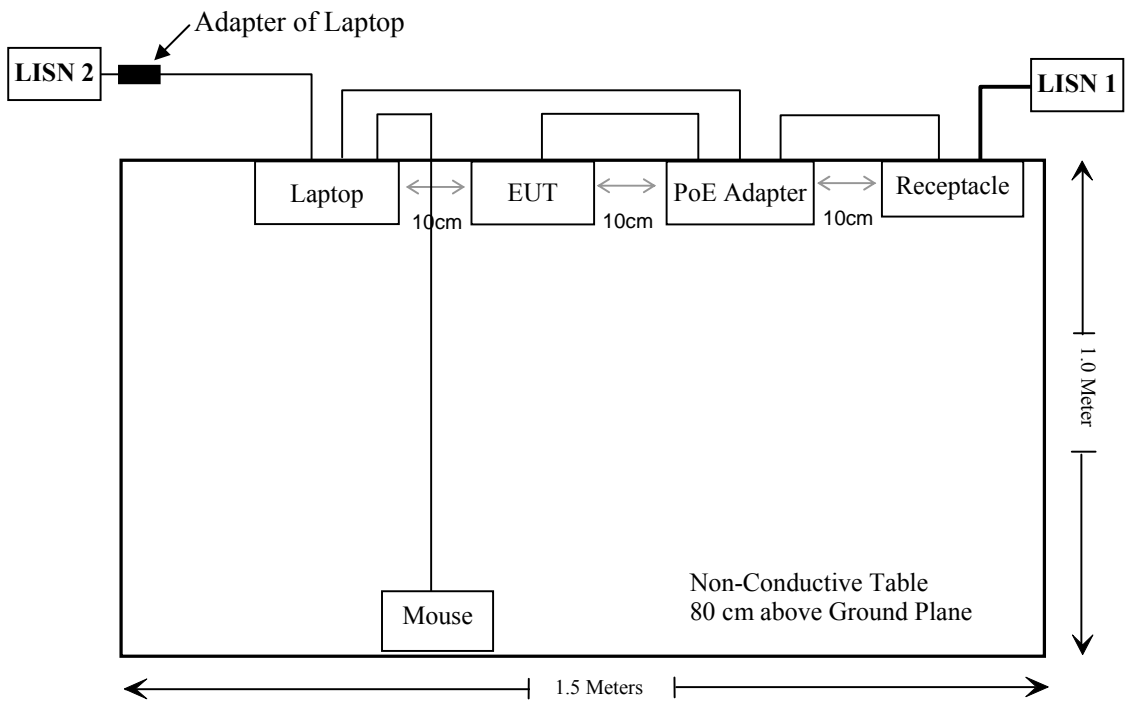 Adapter of Laptop
LISN 2
LISN 1
Laptop
EUT
PoE Adapter
Receptacle
10cm
10cm
10cm
1.0 Meter
Non-Conductive Table
80 cm above Ground Plane
Mouse
1.5 Meters